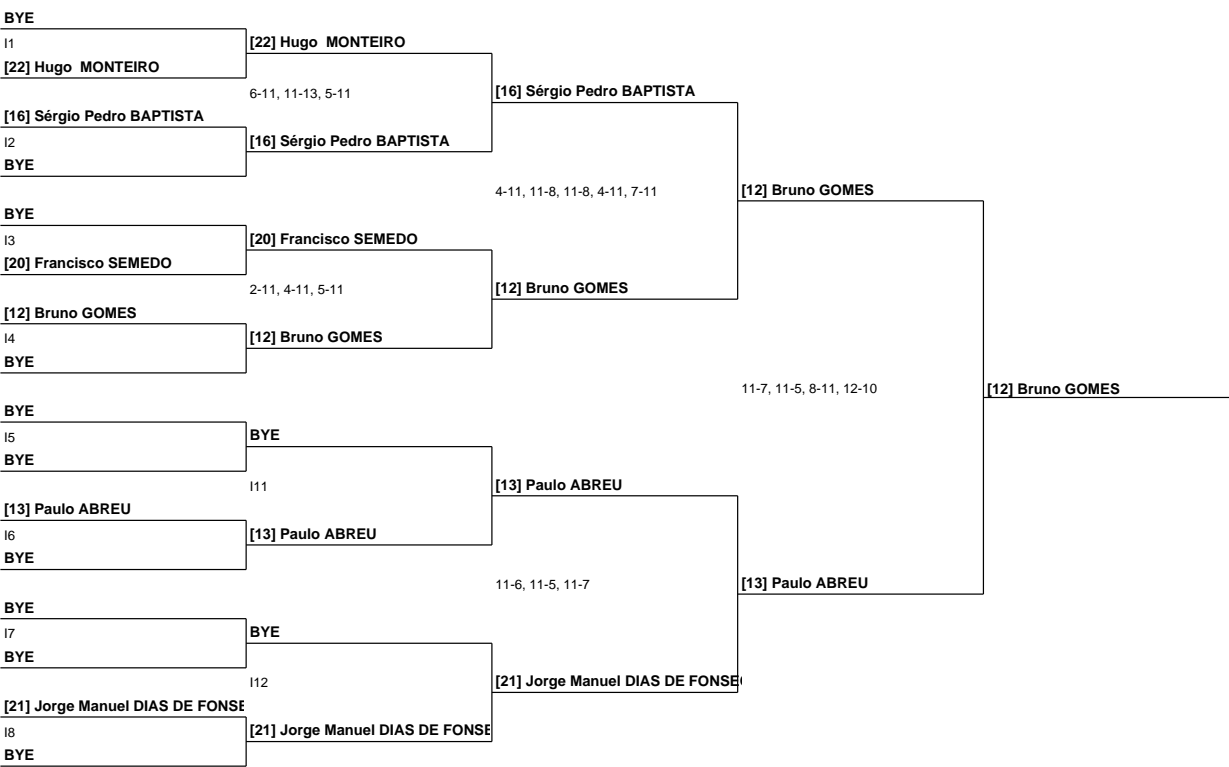 BYE
I1
[22] Hugo MONTEIRO
[22] Hugo MONTEIRO
6-11, 11-13, 5-11
[16] Sérgio Pedro BAPTISTA
[16] Sérgio Pedro BAPTISTA
I2
[16] Sérgio Pedro BAPTISTA
BYE
4-11, 11-8, 11-8, 4-11, 7-11
[12] Bruno GOMES
BYE
I3
[20] Francisco SEMEDO
[20] Francisco SEMEDO
2-11, 4-11, 5-11
[12] Bruno GOMES
[12] Bruno GOMES
I4
[12] Bruno GOMES
BYE
11-7, 11-5, 8-11, 12-10
[12] Bruno GOMES
BYE
I5
BYE
BYE
I11
[13] Paulo ABREU
[13] Paulo ABREU
I6
[13] Paulo ABREU
BYE
11-6, 11-5, 11-7
[13] Paulo ABREU
BYE
I7
BYE
BYE
I12
[21] Jorge Manuel DIAS DE FONSE
[21] Jorge Manuel DIAS DE FONSE
I8
[21] Jorge Manuel DIAS DE FONSE
BYE